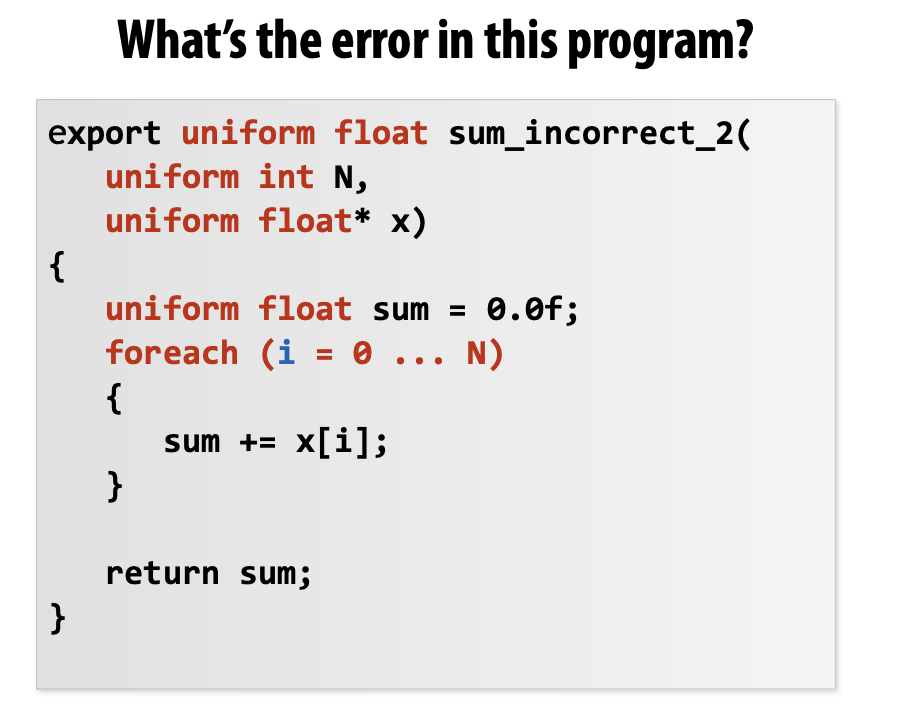 What’s the error in this program?
export uniform float sum_incorrect_2(
   uniform int N,
   uniform float* x)
{
   uniform float sum = 0.0f;
   foreach (i = 0 ... N)
   {
      sum += x[i];
   }
   return sum;
}